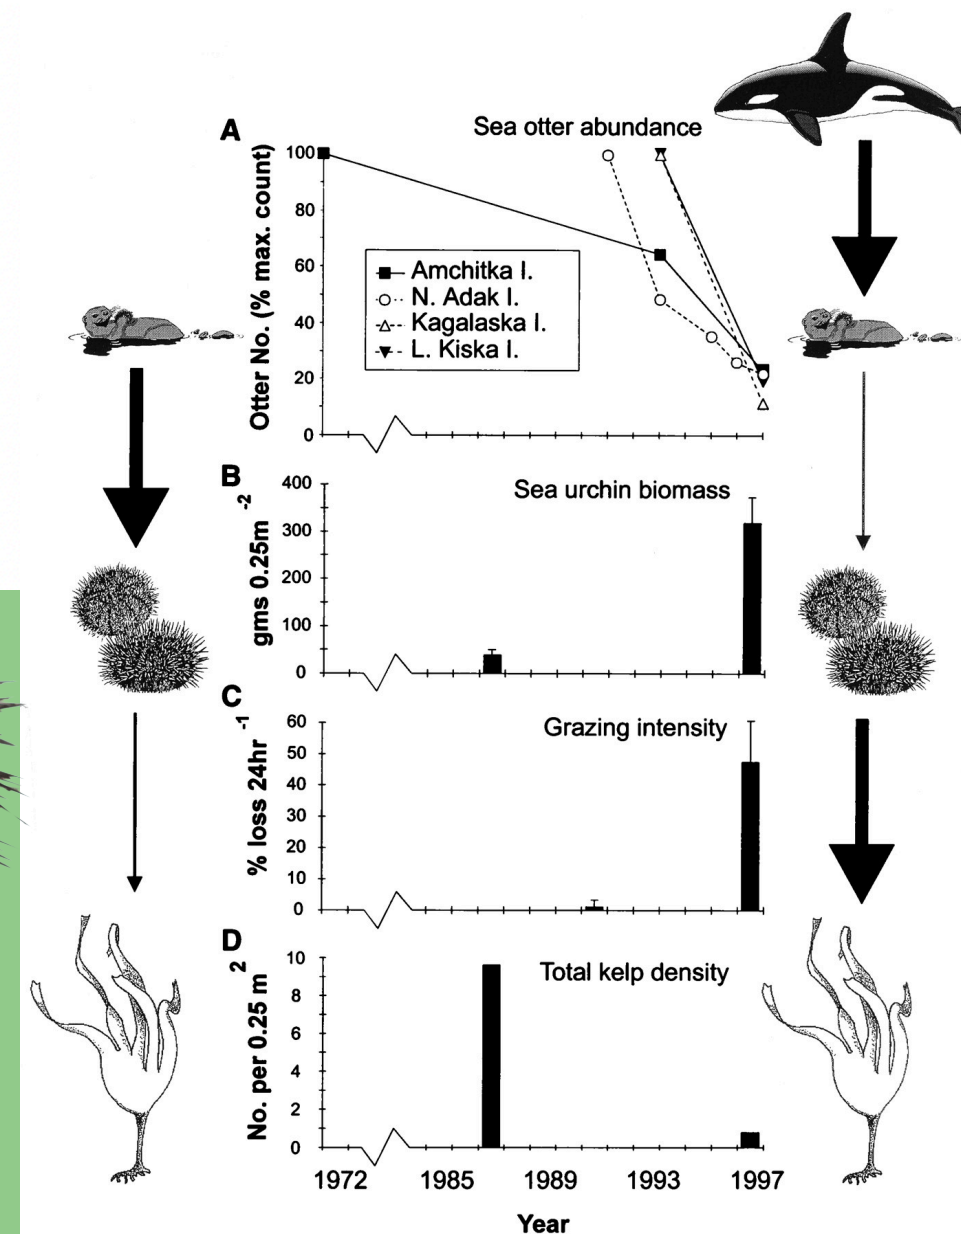 A
Sea otter abundance
Otter No. (% max. count)
100
80
60
40
20
0
Amchitka I.
N. Adak I.
Kagalaska I.
L. Kiska I.
B
Sea urchin biomass
gms 0.25m -2
400
300
200
100
0
C
Grazing intensity
% loss 24hr -1
60
50
40
30
20
10
0
D
Total kelp density
No. per 0.25 m 2
10
8
6
4
2
0
1972 1985 1989 1993 1997
Year